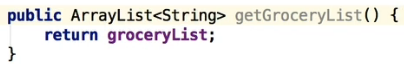 public ArrayList<String> getGroceryList() {
    return groceryList;
}